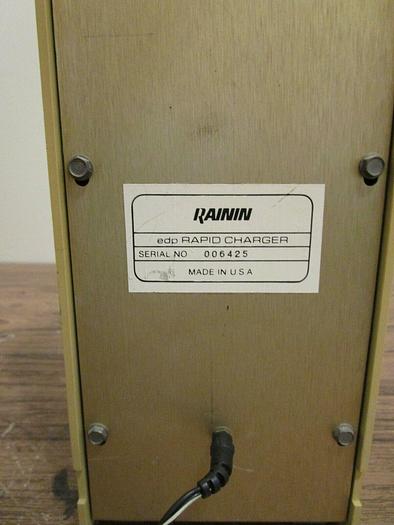 RAININ
edp RAPID CHARGER
SERIAL NO 006425
MADE IN U.S.A